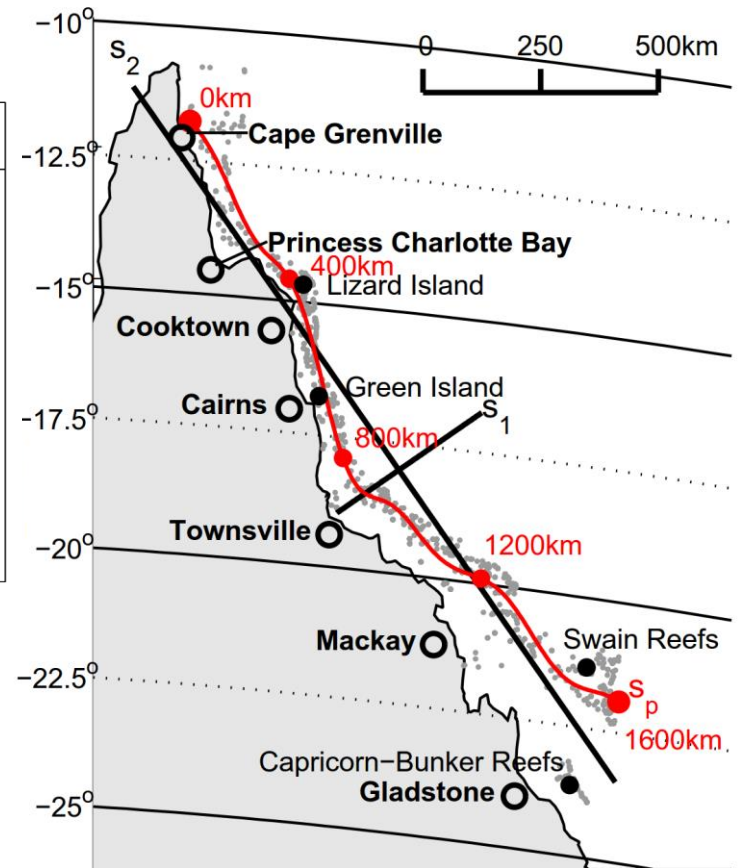 −10°
0 250 500km
s2
0km
Cape Grenville
−12.5°
Princess Charlotte Bay
400km
−15°
Lizard Island
Cooktown
Green Island
Cairns
s1
−17.5°
800km
Townsville
1200km
−20°
Mackay
Swain Reefs
−22.5°
sp
1600km
Capricorn−Bunker Reefs
Gladstone
−25°